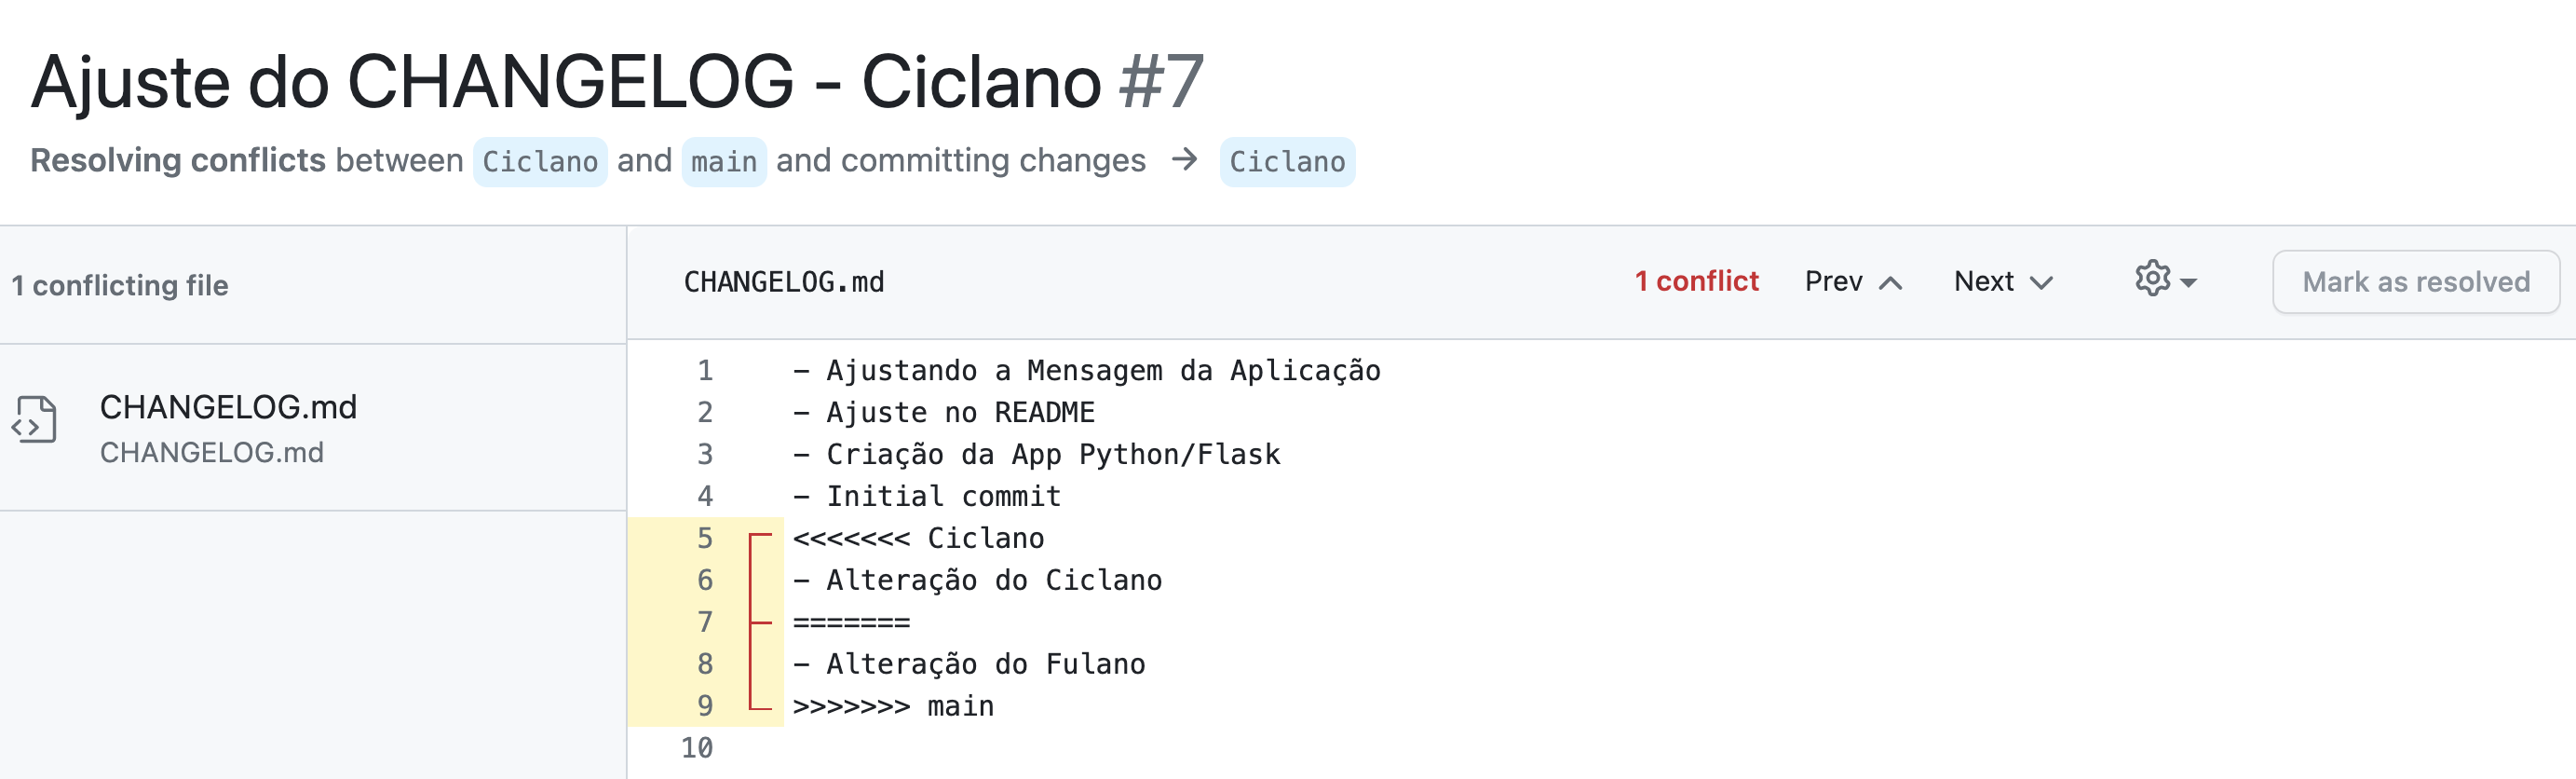 Ajuste do CHANGELOG - Ciclano #7
Resolving conflicts between Ciclano and main and committing changes → Ciclano
1 conflicting file
CHANGELOG.md
CHANGELOG.md
CHANGELOG.md 1 conflict Prev Next Mark as resolved
1 - Ajustando a Mensagem da Aplicação
2 - Ajuste no README
3 - Criação da App Python/Flask
4 - Initial commit
5 <<<<<<< Ciclano
6 - Alteração do Ciclano
7 =======
8 - Alteração do Fulano
9 >>>>>>> main
10